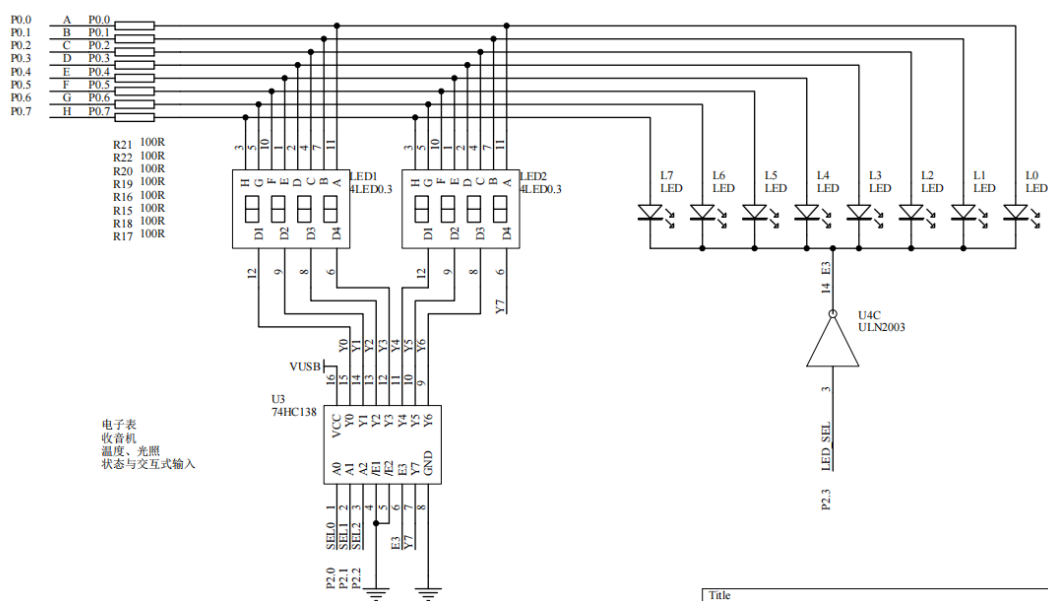 P0.0 A P0.0
P0.1 B P0.1
P0.2 C P0.2
P0.3 D P0.3
P0.4 E P0.4
P0.5 F P0.5
P0.6 G P0.6
P0.7 H P0.7
R21 100R
R22 100R
R20 100R
R19 100R
R16 100R
R15 100R
R18 100R
R17 100R
3 5 10 1 2 4 7 11
H G F E D C B A
D1 D2 D3 D4
LED1
4LED0.3
12 9 8 6
3 5 10 1 2 4 7 11
H G F E D C B A
D1 D2 D3 D4
LED2
4LED0.3
12 9 8 6
Y7
L7
LED
L6
LED
L5
LED
L4
LED
L3
LED
L2
LED
L1
LED
L0
LED
14 E3
U4C
ULN2003
3
LED_SEL
P2.3
Y0 Y1 Y2 Y3 Y4 Y5 Y6
VUSB
16 15 14 13 12 11 10 9
U3
74HC138
VCC Y0 Y1 Y2 Y3 Y4 Y5 Y6
A0 A1 A2 /E1 /E2 E3 Y7 GND
1 2 3 4 5 6 7 8
SEL0 SEL1 SEL2 E3 Y7
P2.0 P2.1 P2.2
电子表
收音机
温度、光照
状态与交互式输入
Title